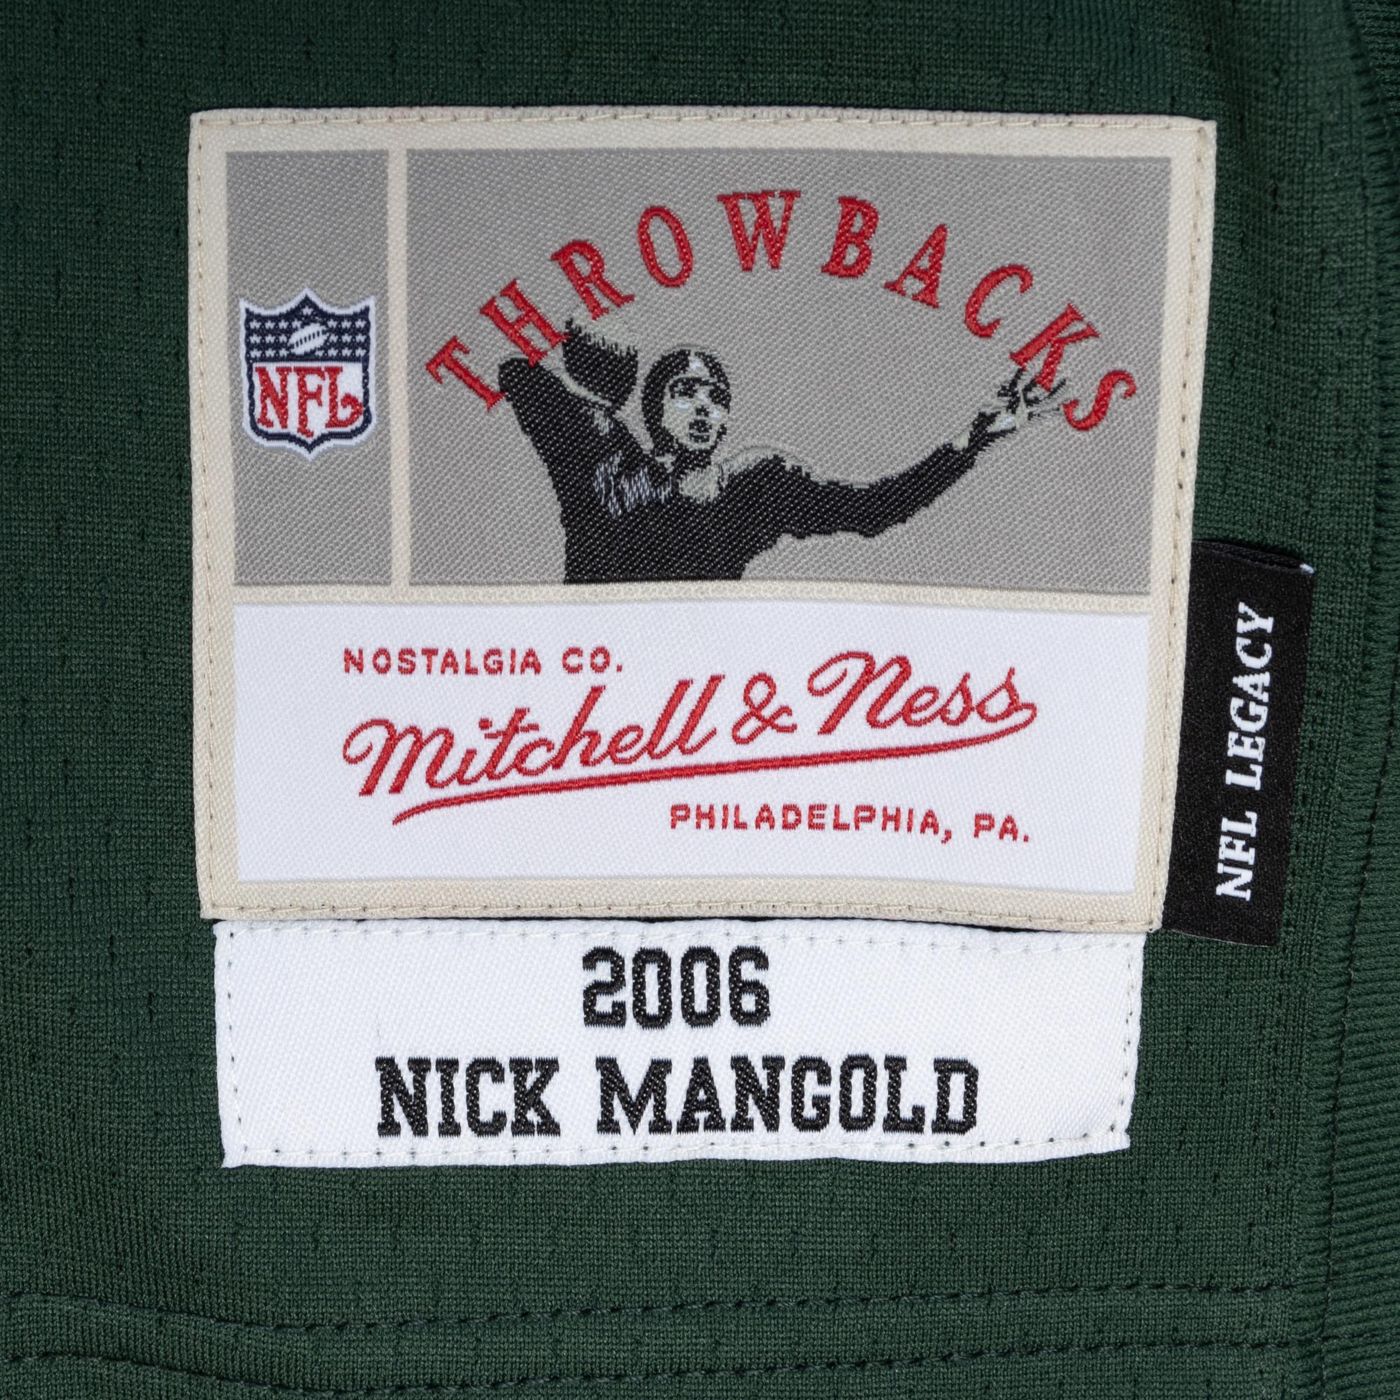 THROWBACKS
NFL
NOSTALGIA CO.
Mitchell & Ness
PHILADELPHIA, PA.
NFL LEGACY
2006
NICK MANGOLD